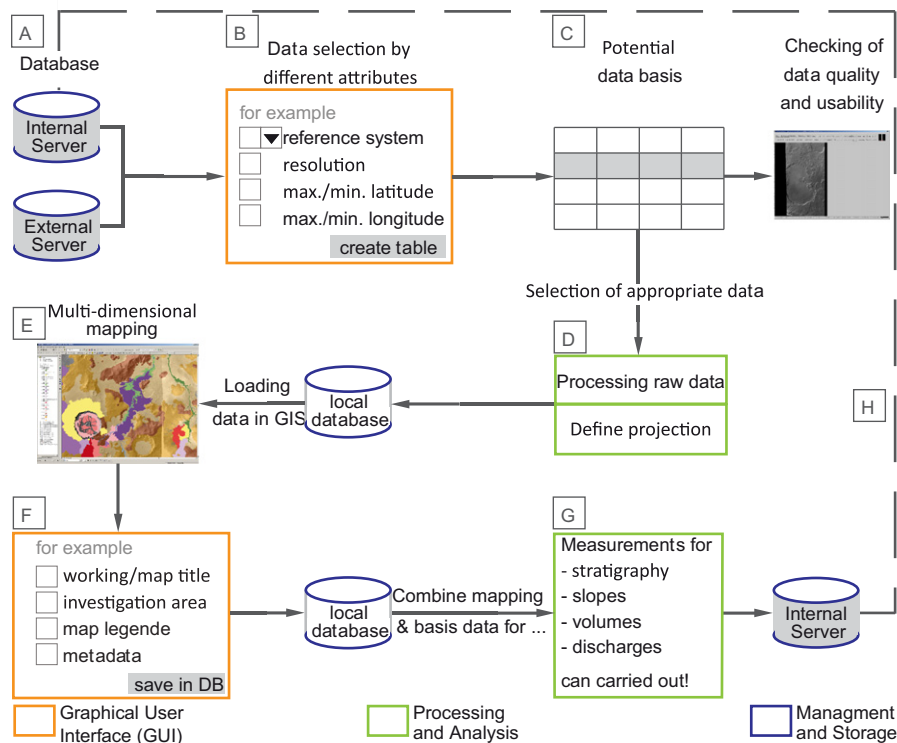 A
Database
Internal
Server
External
Server
B
Data selection by
different attributes
for example
reference system
resolution
max./min. latitude
max./min. longitude
create table
C
Potential
data basis
Checking of
data quality
and usability
Selection of appropriate data
D
Processing raw data
Define projection
E
Multi-dimensional
mapping
Loading
data in GIS
local
database
H
F
for example
working/map title
investigation area
map legende
metadata
save in DB
local
database
Combine mapping
& basis data for ...
G
Measurements for
- stratigraphy
- slopes
- volumes
- discharges
can carried out!
Internal
Server
Graphical User
Interface (GUI)
Processing
and Analysis
Managment
and Storage